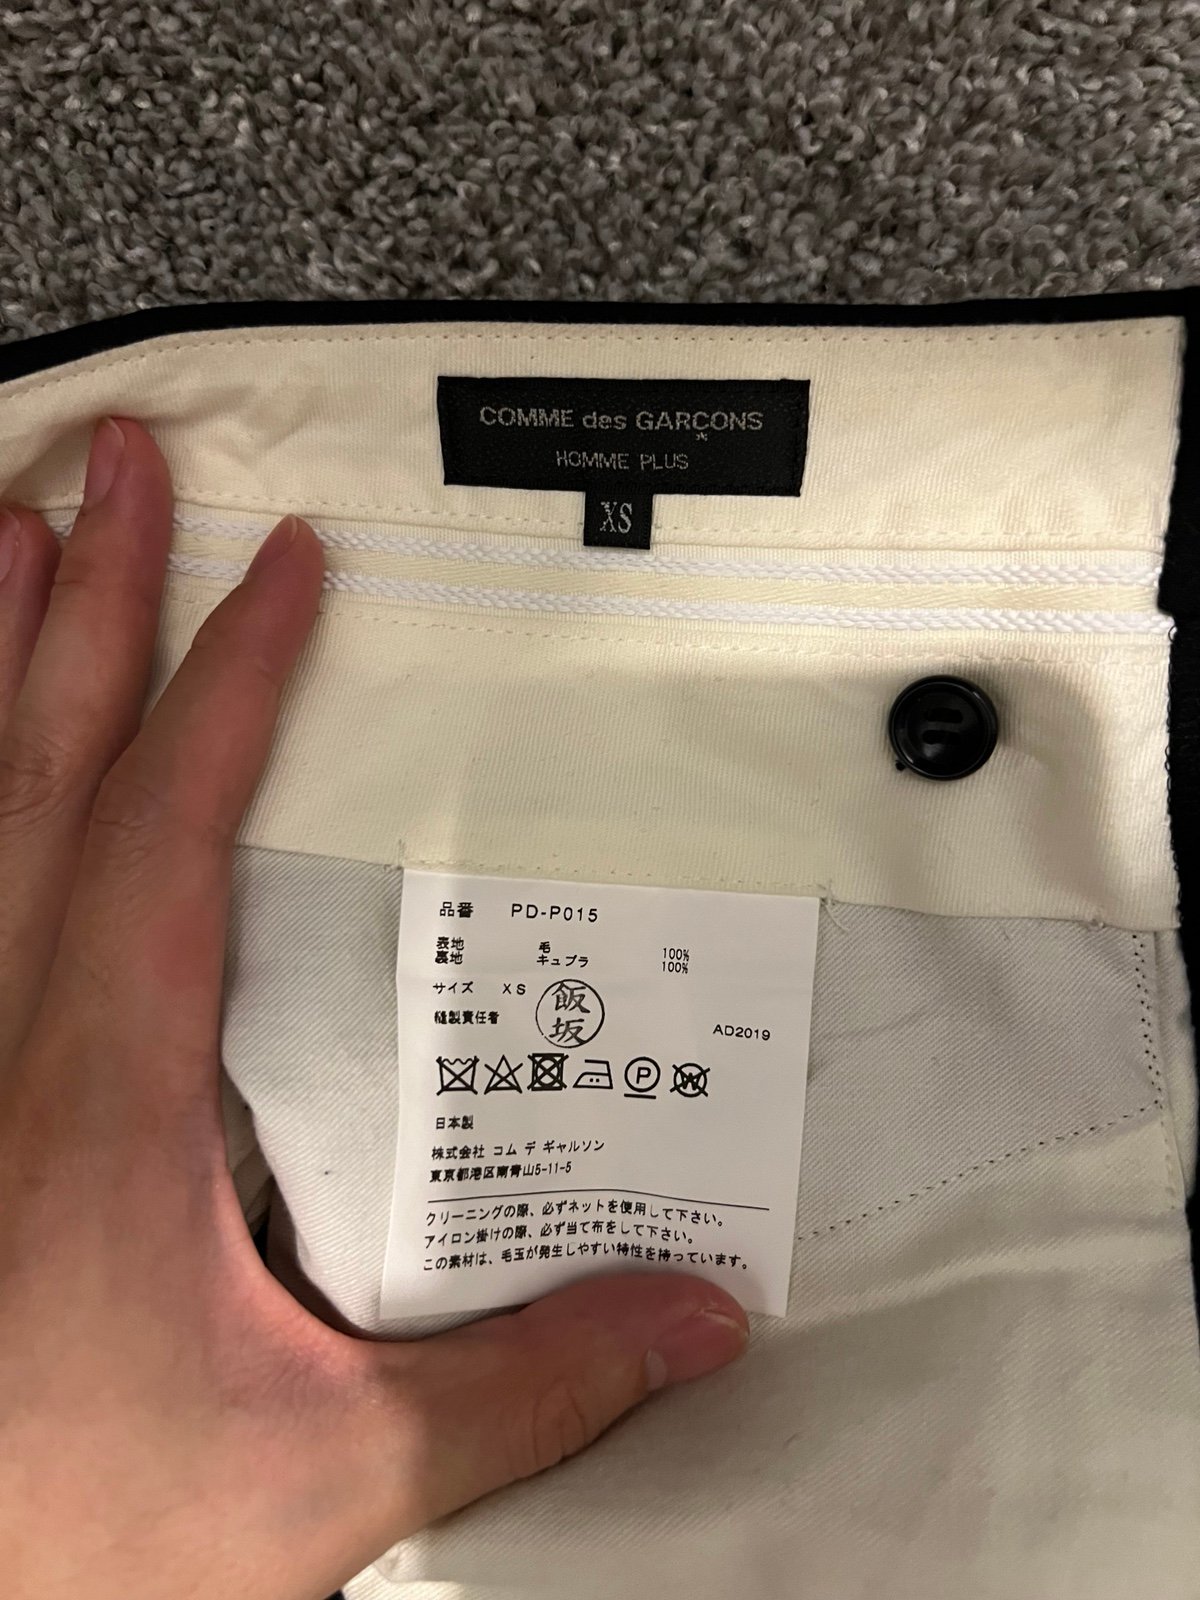 COMME des GARÇONS
HOMME PLUS
XS
品番 PD-P015
表地 毛 100%
裏地 キュプラ 100%
サイズ XS
縫製責任者 飯坂
AD2019
P
W
日本製
株式会社 コム デ ギャルソン
東京都港区南青山5-11-5
クリーニングの際、必ずネットを使用して下さい。
アイロン掛けの際、必ず当て布をして下さい。
この素材は、毛玉が発生しやすい特性を持っています。